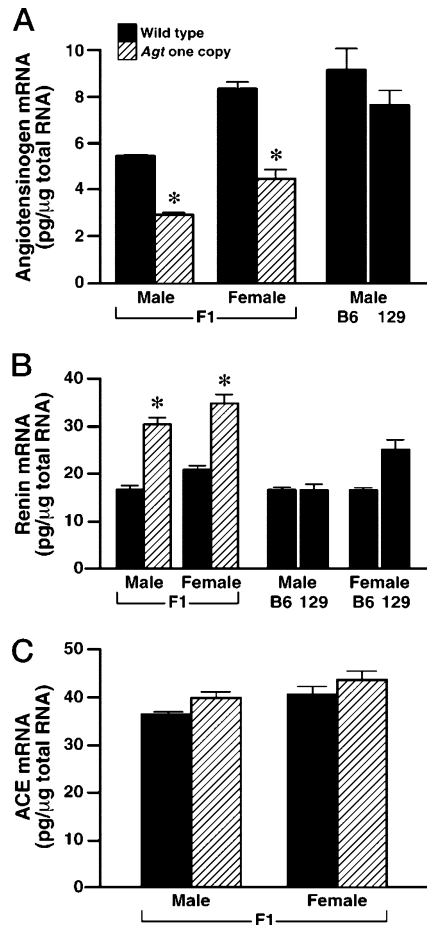 A
Wild type
Agt one copy
Angiotensinogen mRNA
(pg/µg total RNA)
10
8
6
4
2
0
*
*
Male Female Male
F1 B6 129
B
Renin mRNA
(pg/µg total RNA)
40
30
20
10
0
*
*
Male Female Male Female
F1 B6 129 B6 129
C
ACE mRNA
(pg/µg total RNA)
50
40
30
20
10
0
Male Female
F1